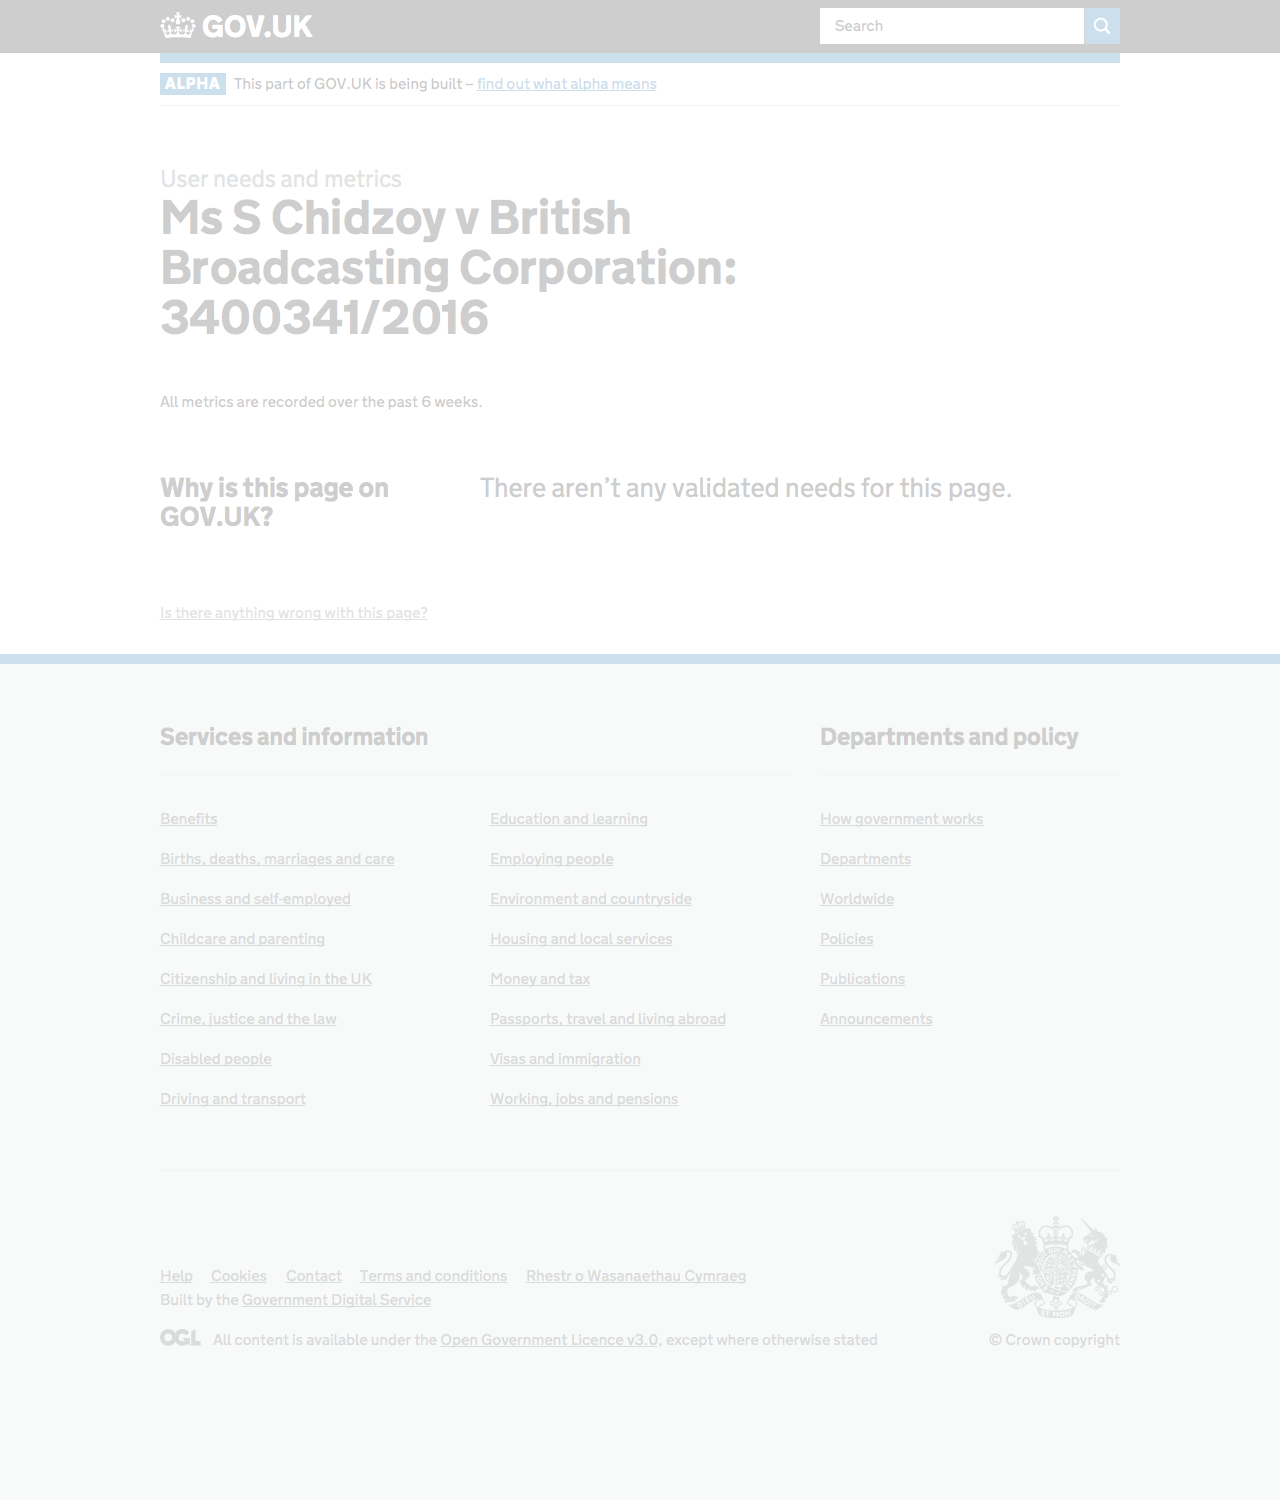 GOV.UK
Search
ALPHA This part of GOV.UK is being built – find out what alpha means
User needs and metrics
Ms S Chidzoy v British
Broadcasting Corporation:
3400341/2016
All metrics are recorded over the past 6 weeks.
Why is this page on
GOV.UK?
There aren’t any validated needs for this page.
Is there anything wrong with this page?
Services and information
Benefits
Births, deaths, marriages and care
Business and self-employed
Childcare and parenting
Citizenship and living in the UK
Crime, justice and the law
Disabled people
Driving and transport
Education and learning
Employing people
Environment and countryside
Housing and local services
Money and tax
Passports, travel and living abroad
Visas and immigration
Working, jobs and pensions
Departments and policy
How government works
Departments
Worldwide
Policies
Publications
Announcements
Help Cookies Contact Terms and conditions Rhestr o Wasanaethau Cymraeg
Built by the Government Digital Service
OGL All content is available under the Open Government Licence v3.0, except where otherwise stated
© Crown copyright